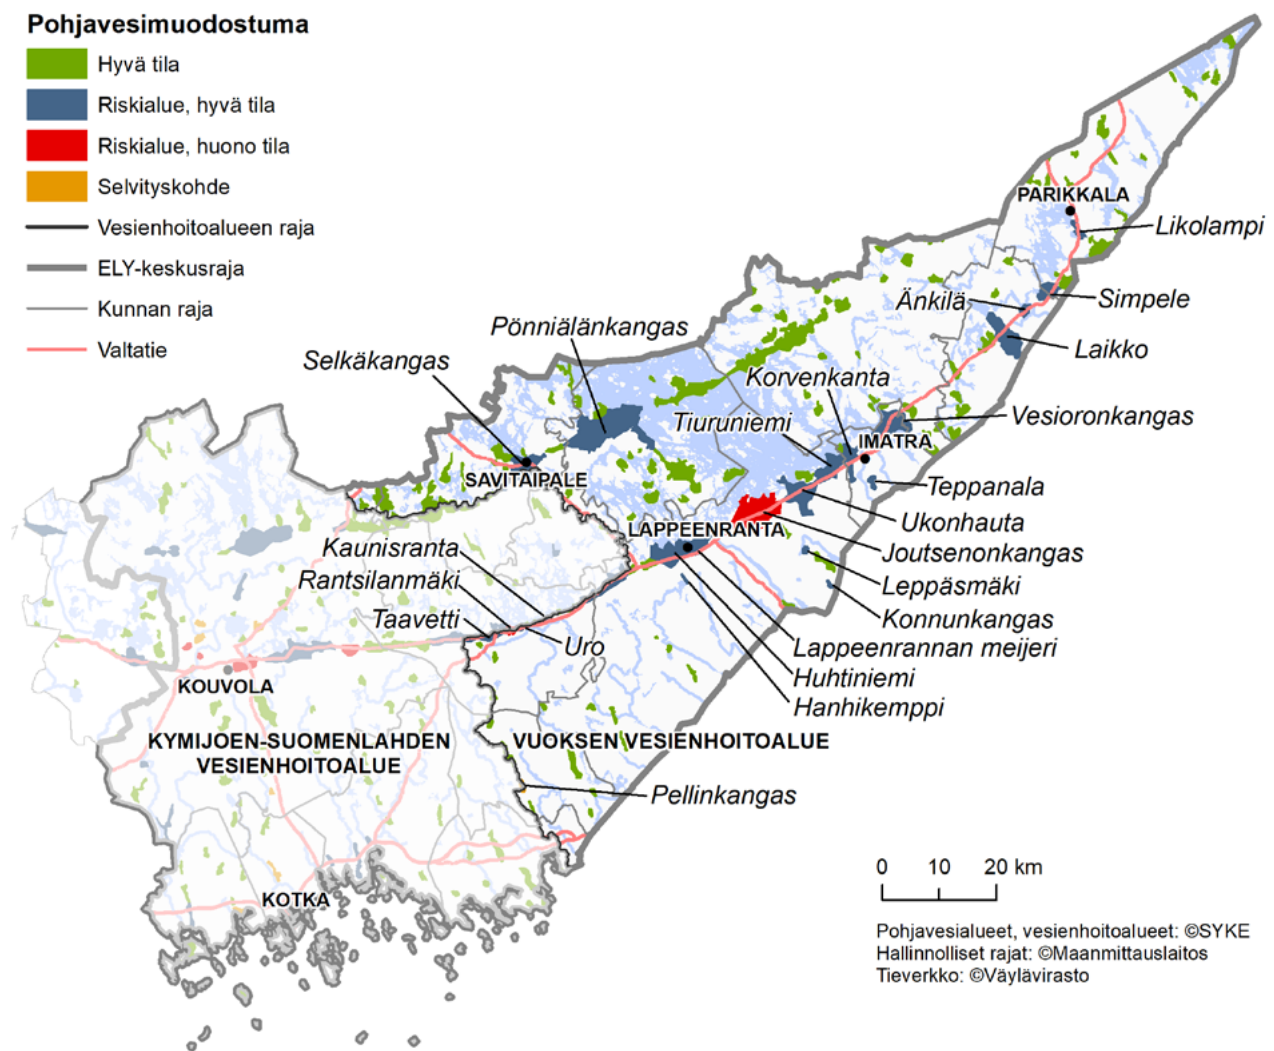 Pohjavesimuodostuma
Hyvä tila
Riskialue, hyvä tila
Riskialue, huono tila
Selvityskohde
Vesienhoitoalueen raja
ELY-keskusraja
Kunnan raja
Valtatie
PARIKKALA
Likolampi
Änkilä
Simpele
Pönniälänkangas
Laikko
Selkäkangas
Korvenkanta
Vesioronkangas
Tiuruniemi
IMATRA
SAVITAIPALE
Teppanala
Ukonhauta
LAPPEENRANTA
Kaunisranta
Joutsenonkangas
Rantsilanmäki
Leppäsmäki
Taavetti
Konnunkangas
Uro
Lappeenrannan meijeri
Huhtiniemi
KOUVOLA
Hanhikemppi
KYMIJOEN-SUOMENLAHDEN
VESIENHOITOALUE
VUOKSEN VESIENHOITOALUE
Pellinkangas
KOTKA
0 10 20 km
Pohjavesialueet, vesienhoitoalueet: ©SYKE
Hallinnolliset rajat: ©Maanmittauslaitos
Tieverkko: ©Väylävirasto